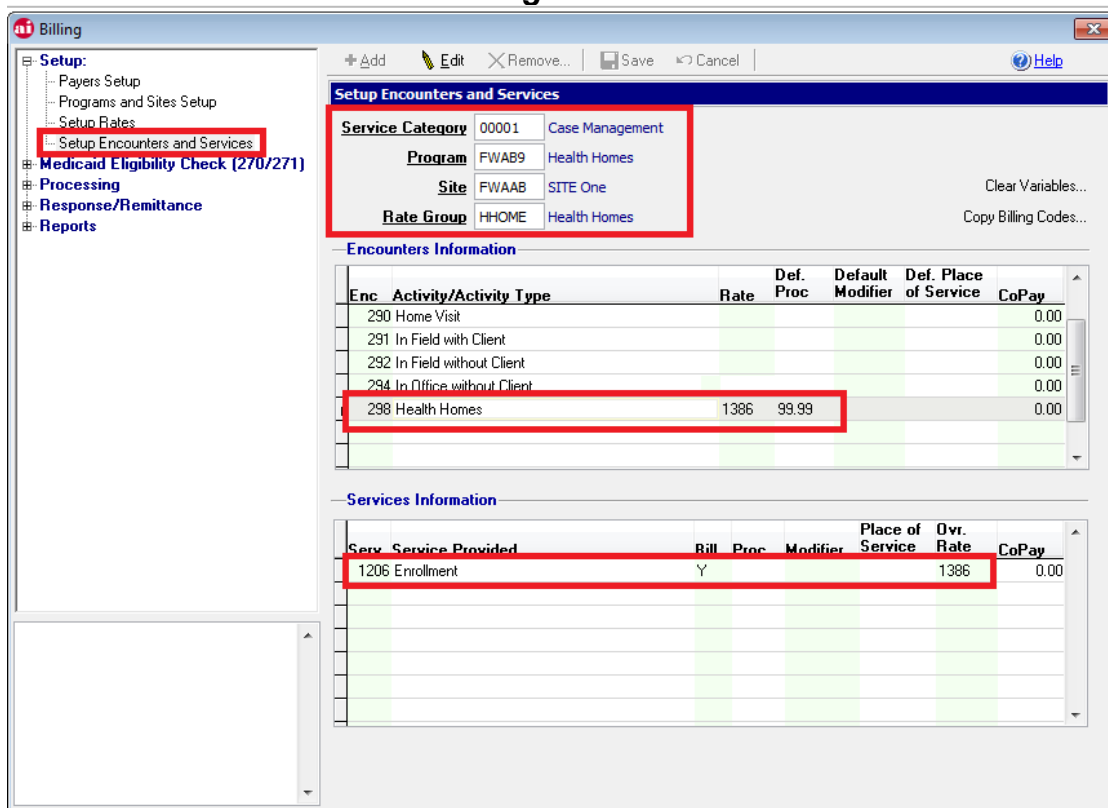 Billing
Setup:
Payers Setup
Programs and Sites Setup
Setup Rates
Setup Encounters and Services
Medicaid Eligibility Check (270/271)
Processing
Response/Remittance
Reports
Add Edit Remove... Save Cancel Help
Setup Encounters and Services
Service Category 00001 Case Management
Program FWAB9 Health Homes
Site FWAAB SITE One
Clear Variables...
Rate Group HHOME Health Homes
Copy Billing Codes...
Encounters Information
Enc Activity/Activity Type Rate Def. Proc Default Modifier Def. Place of Service CoPay
290 Home Visit 0.00
291 In Field with Client 0.00
292 In Field without Client 0.00
294 In Office without Client 0.00
298 Health Homes 1386 99.99 0.00
Services Information
Serv Service Provided Bill Proc Modifier Place of Service Ovr. Rate CoPay
1206 Enrollment Y 1386 0.00